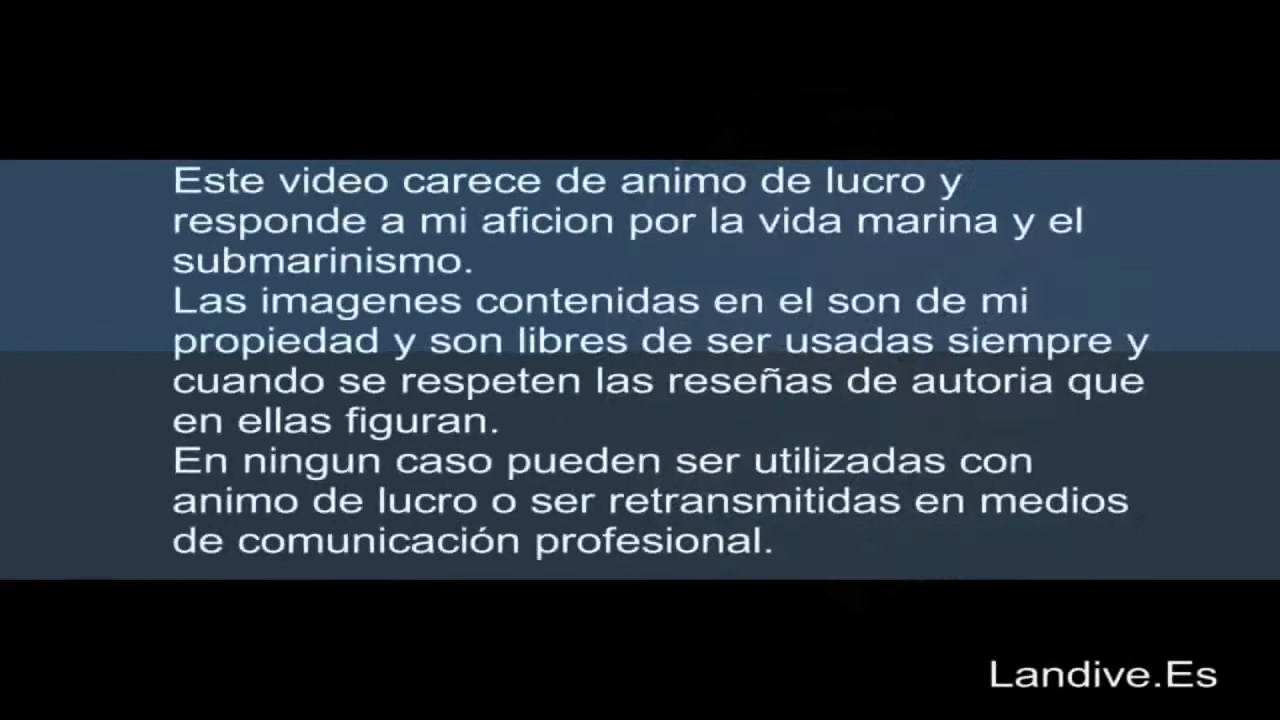 Este video carece de animo de lucro y
responde a mi aficion por la vida marina y el
submarinismo.
Las imagenes contenidas en el son de mi
propiedad y son libres de ser usadas siempre y
cuando se respeten las reseñas de autoria que
en ellas figuran.
En ningun caso pueden ser utilizadas con
animo de lucro o ser retransmitidas en medios
de comunicación profesional.
Landive.Es